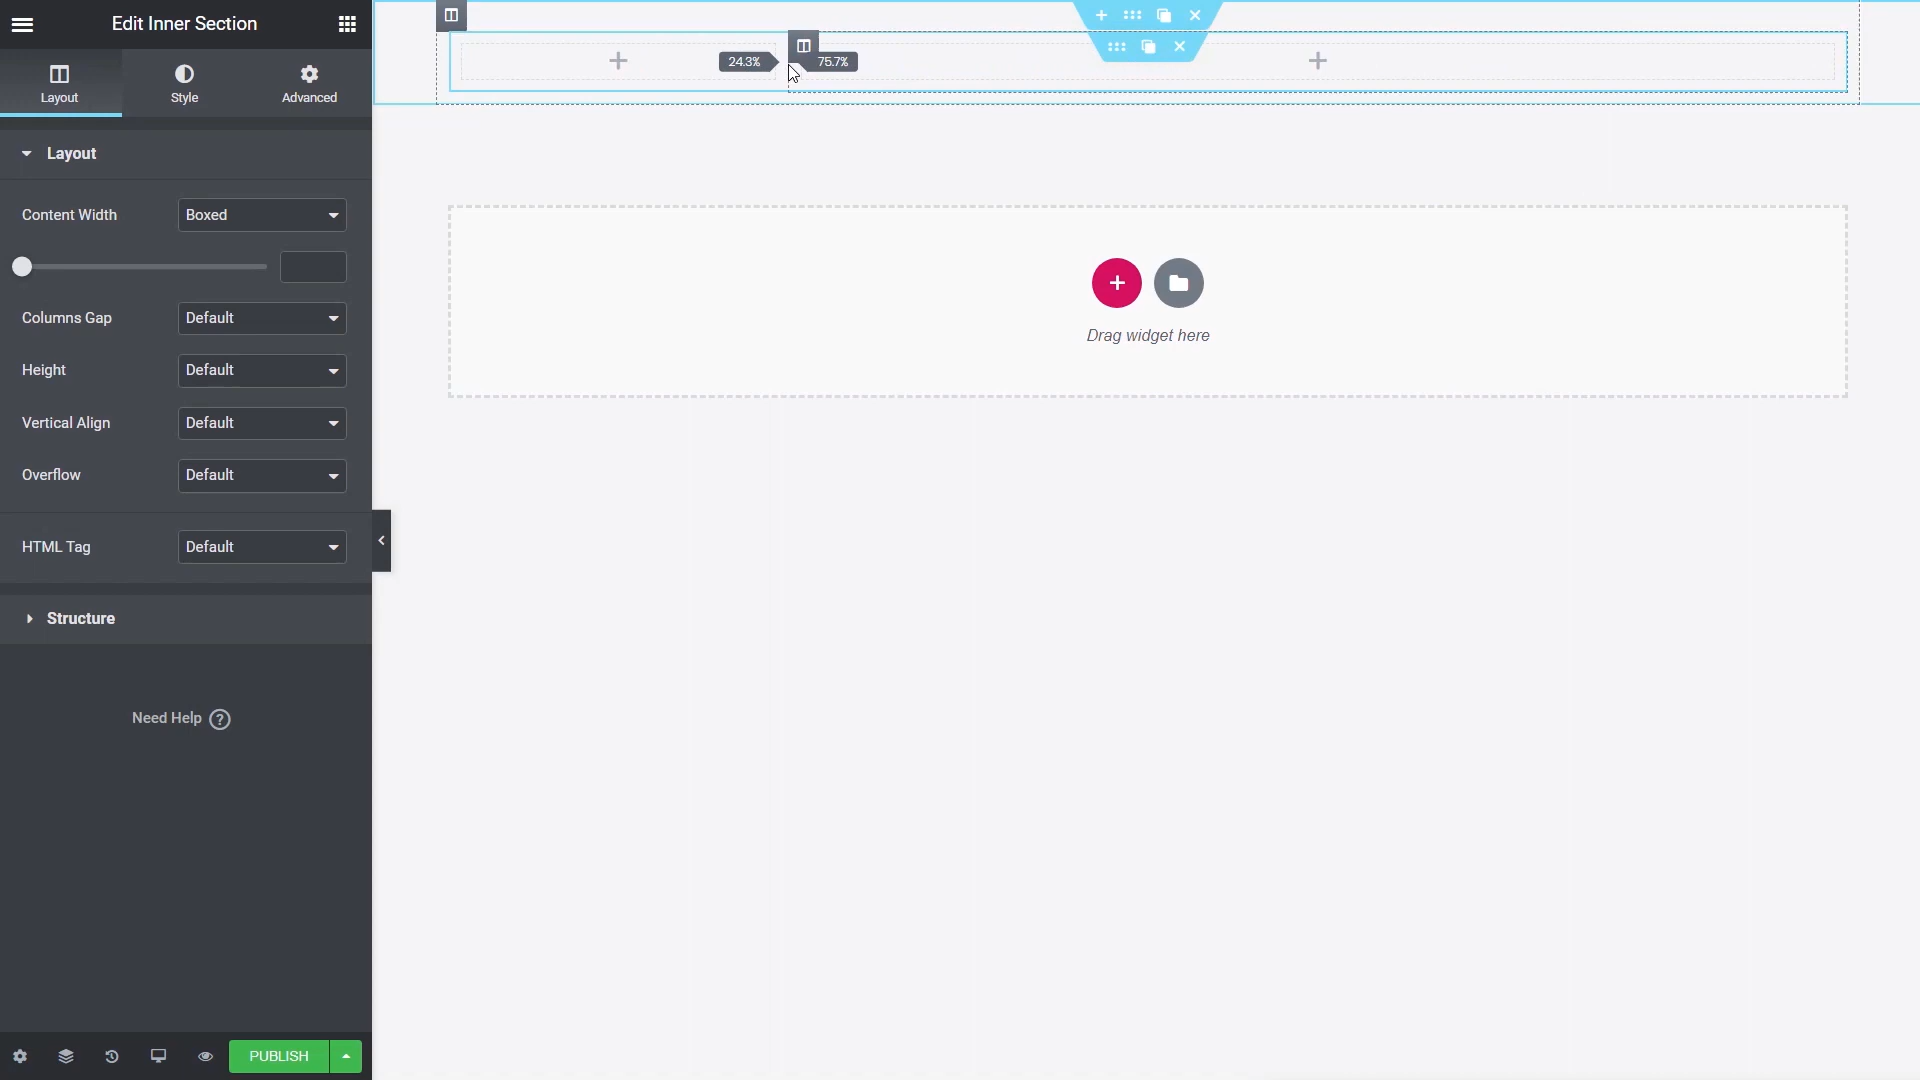 Edit Inner Section
Layout
Style
Advanced
Layout
Content Width
Boxed
Columns Gap
Default
Height
Default
Vertical Align
Default
Overflow
Default
HTML Tag
Default
Structure
Need Help ?
PUBLISH
24.3%
75.7%
Drag widget here